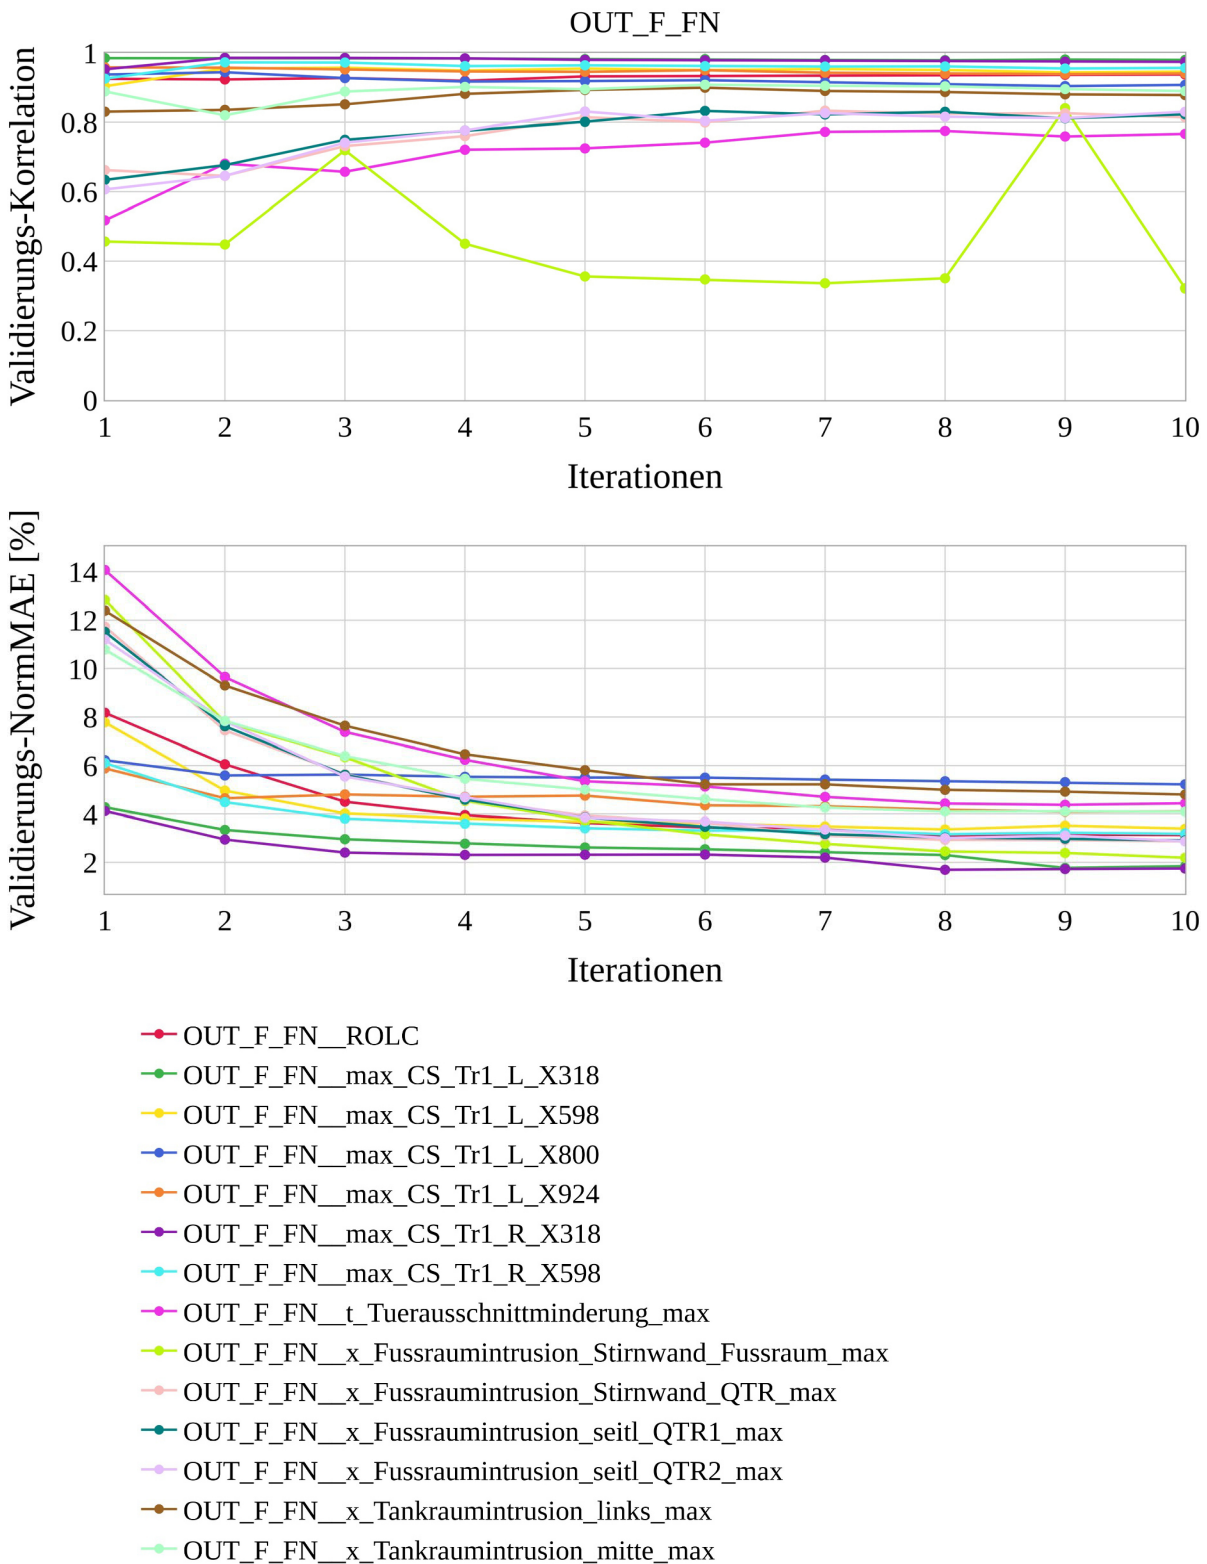 OUT_F_FN
Validierungs-Korrelation
1
0.8
0.6
0.4
0.2
0
1 2 3 4 5 6 7 8 9 10
Iterationen
Validierungs-NormMAE [%]
14
12
10
8
6
4
2
1 2 3 4 5 6 7 8 9 10
Iterationen
OUT_F_FN__ROLC
OUT_F_FN__max_CS_Tr1_L_X318
OUT_F_FN__max_CS_Tr1_L_X598
OUT_F_FN__max_CS_Tr1_L_X800
OUT_F_FN__max_CS_Tr1_L_X924
OUT_F_FN__max_CS_Tr1_R_X318
OUT_F_FN__max_CS_Tr1_R_X598
OUT_F_FN__t_Tuerausschnittminderung_max
OUT_F_FN__x_Fussraumintrusion_Stirnwand_Fussraum_max
OUT_F_FN__x_Fussraumintrusion_Stirnwand_QTR_max
OUT_F_FN__x_Fussraumintrusion_seitl_QTR1_max
OUT_F_FN__x_Fussraumintrusion_seitl_QTR2_max
OUT_F_FN__x_Tankraumintrusion_links_max
OUT_F_FN__x_Tankraumintrusion_mitte_max